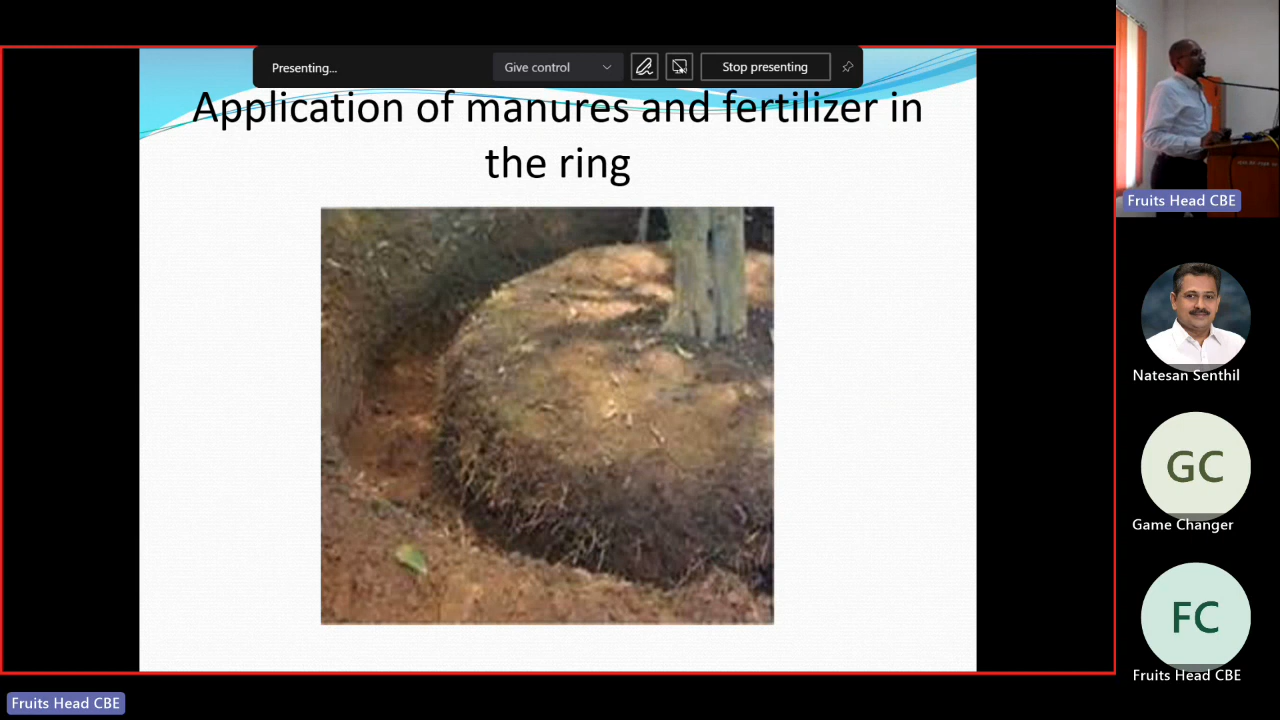 Presenting...
Give control
Stop presenting
Application of manures and fertilizer in
the ring
Fruits Head CBE
Natesan Senthil
GC
Game Changer
FC
Fruits Head CBE
Fruits Head CBE